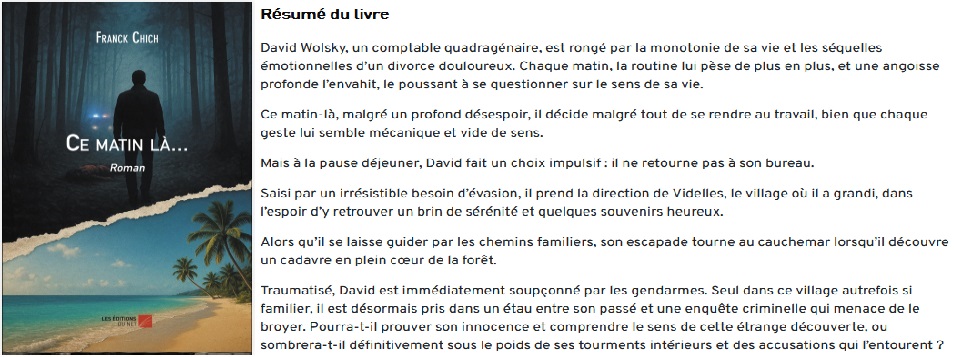 FRANCK CHICH
CE MATIN LÀ...
Roman
LES ÉDITIONS
DU NET
Résumé du livre
David Wolsky, un comptable quadragénaire, est rongé par la monotonie de sa vie et les séquelles
émotionnelles d’un divorce douloureux. Chaque matin, la routine lui pèse de plus en plus, et une angoisse
profonde l’envahit, le poussant à se questionner sur le sens de sa vie.
Ce matin-là, malgré un profond désespoir, il décide malgré tout de se rendre au travail, bien que chaque
geste lui semble mécanique et vide de sens.
Mais à la pause déjeuner, David fait un choix impulsif : il ne retourne pas à son bureau.
Saisi par un irrésistible besoin d’évasion, il prend la direction de Videlles, le village où il a grandi, dans
l’espoir d’y retrouver un brin de sérénité et quelques souvenirs heureux.
Alors qu’il se laisse guider par les chemins familiers, son escapade tourne au cauchemar lorsqu’il découvre
un cadavre en plein cœur de la forêt.
Traumatisé, David est immédiatement soupçonné par les gendarmes. Seul dans ce village autrefois si
familier, il est désormais pris dans un étau entre son passé et une enquête criminelle qui menace de le
broyer. Pourra-t-il prouver son innocence et comprendre le sens de cette étrange découverte, ou
sombrera-t-il définitivement sous le poids de ses tourments intérieurs et des accusations qui l’entourent ?